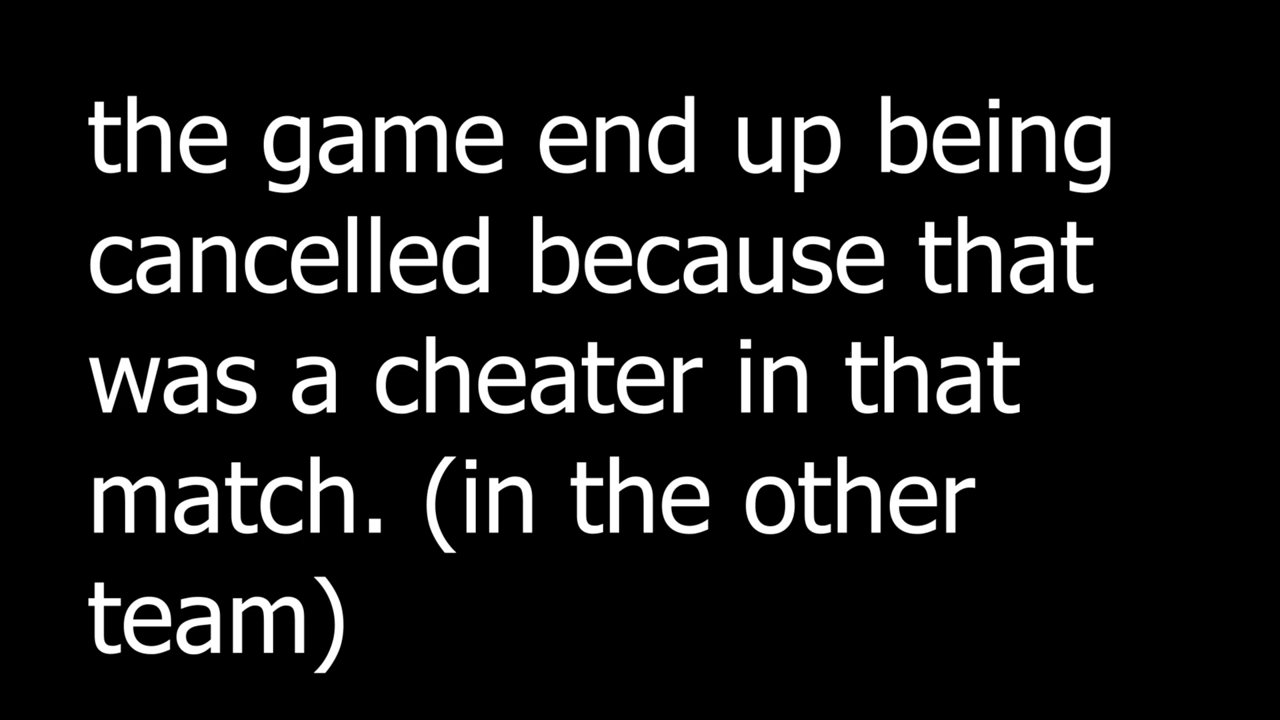 the game end up being
cancelled because that
was a cheater in that
match. (in the other
team)